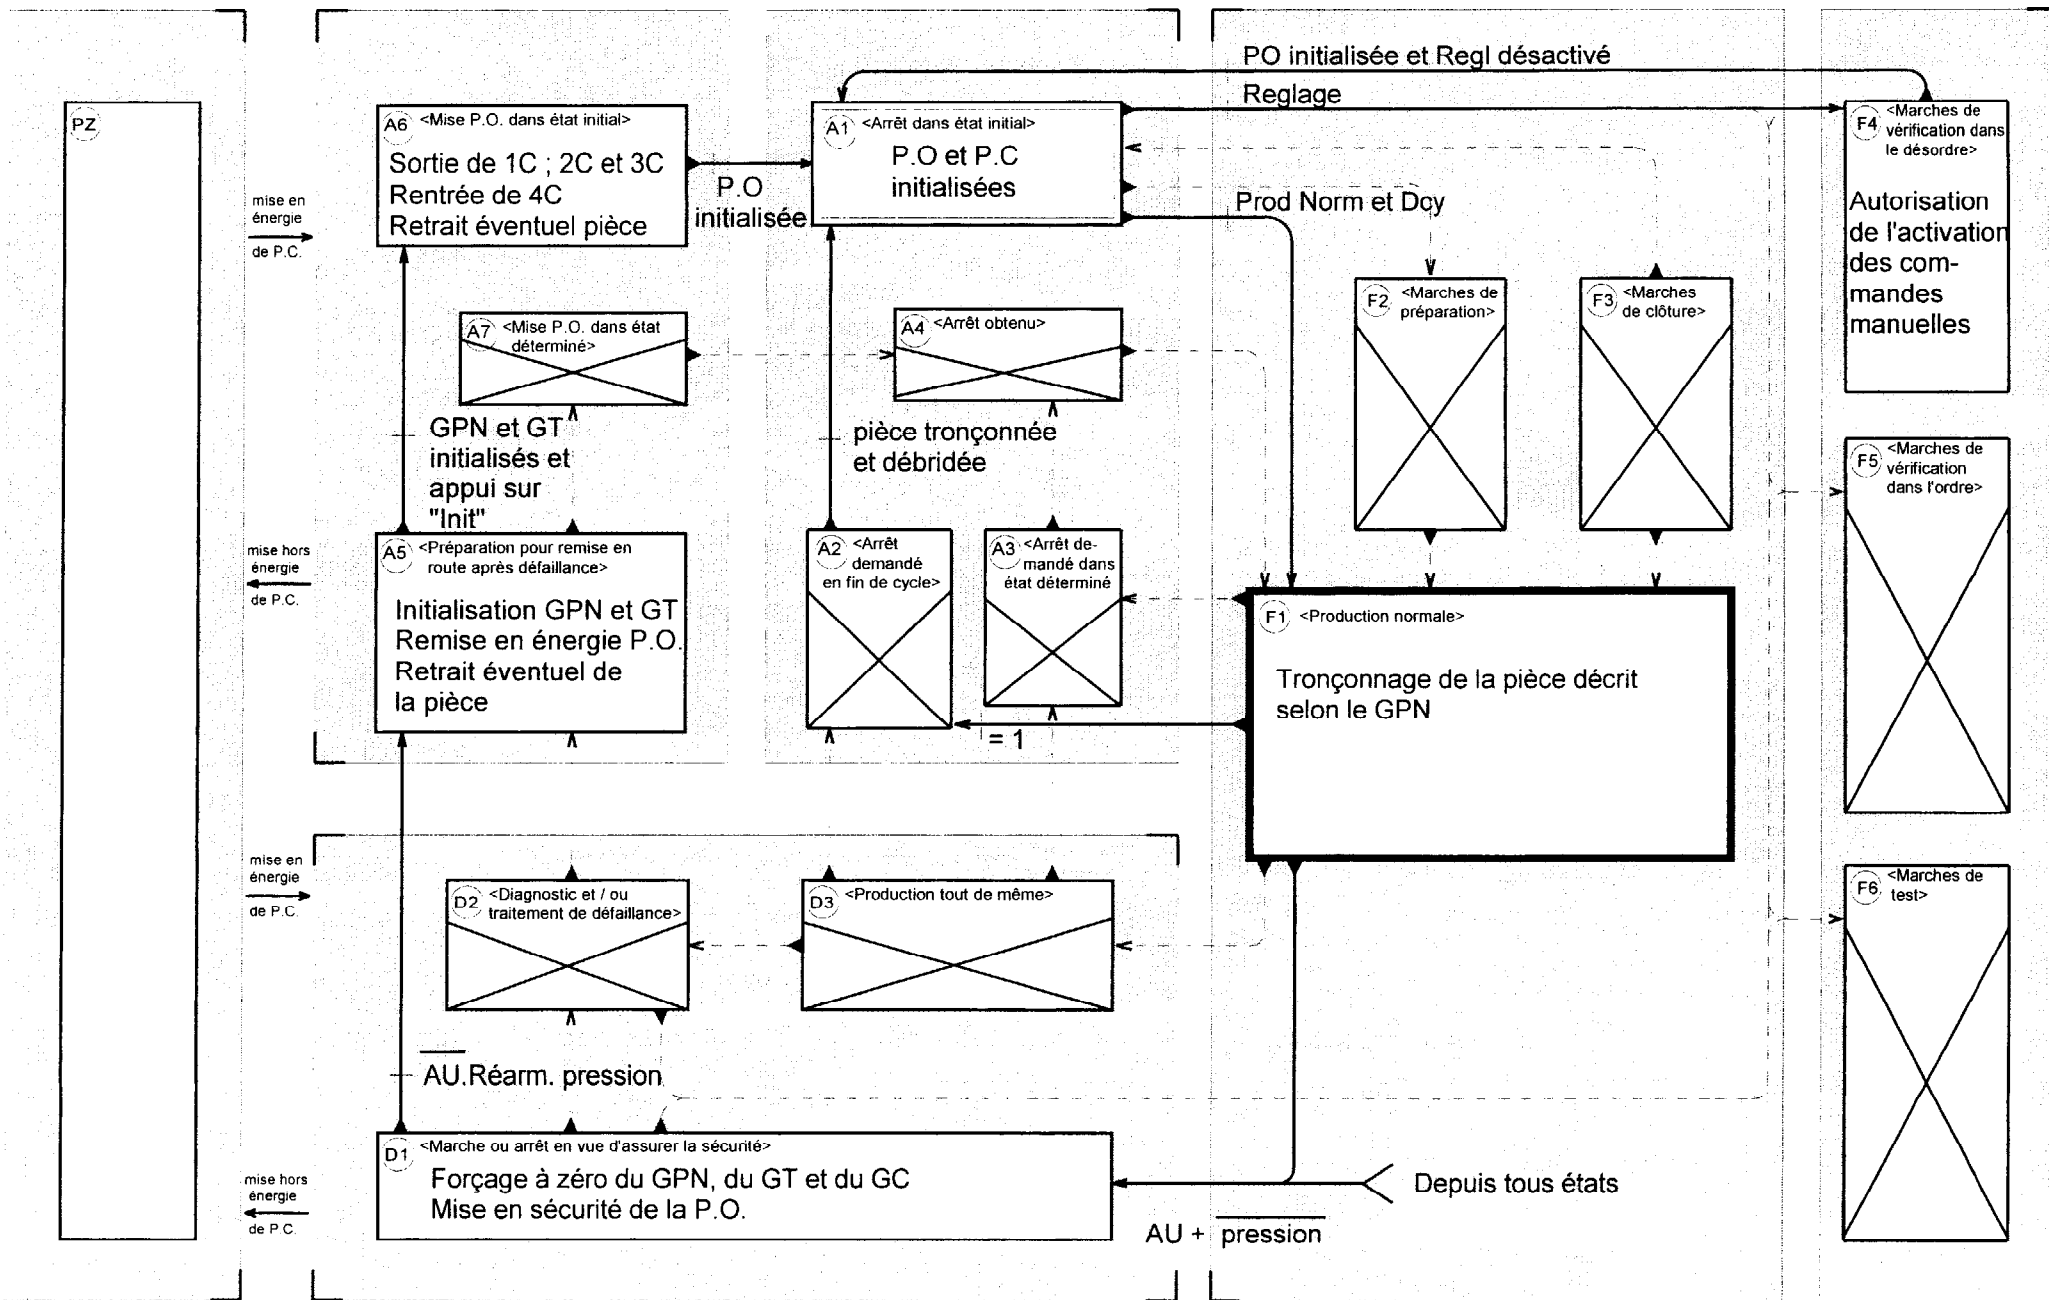 PZ
mise en
énergie
de P.C.
mise hors
énergie
de P.C.
mise en
énergie
de P.C.
mise hors
énergie
de P.C.
A6 <Mise P.O. dans état initial>
Sortie de 1C ; 2C et 3C
Rentrée de 4C
Retrait éventuel pièce
P.O
initialisée
A1 <Arrêt dans état initial>
P.O et P.C
initialisées
PO initialisée et Regl désactivé
Reglage
Prod Norm et Dcy
F4 <Marches de
vérification dans
le désordre>
Autorisation
de l'activation
des com-
mandes
manuelles
A7 <Mise P.O. dans état
déterminé>
A4 <Arrêt obtenu>
F2 <Marches de
préparation>
F3 <Marches
de clôture>
GPN et GT
initialisés et
appui sur
"Init"
pièce tronçonnée
et débridée
F5 <Marches de
vérification
dans l'ordre>
A5 <Préparation pour remise en
route après défaillance>
Initialisation GPN et GT
Remise en énergie P.O.
Retrait éventuel de
la pièce
A2 <Arrêt
demandé
en fin de cycle>
A3 <Arrêt de-
mandé dans
état déterminé
= 1
F1 <Production normale>
Tronçonnage de la pièce décrit
selon le GPN
D2 <Diagnostic et / ou
traitement de défaillance>
D3 <Production tout de même>
F6 <Marches de
test>
A̅U̅.Réarm. pression
D1 <Marche ou arrêt en vue d'assurer la sécurité>
Forçage à zéro du GPN, du GT et du GC
Mise en sécurité de la P.O.
Depuis tous états
AU + p̅r̅e̅s̅s̅i̅o̅n̅